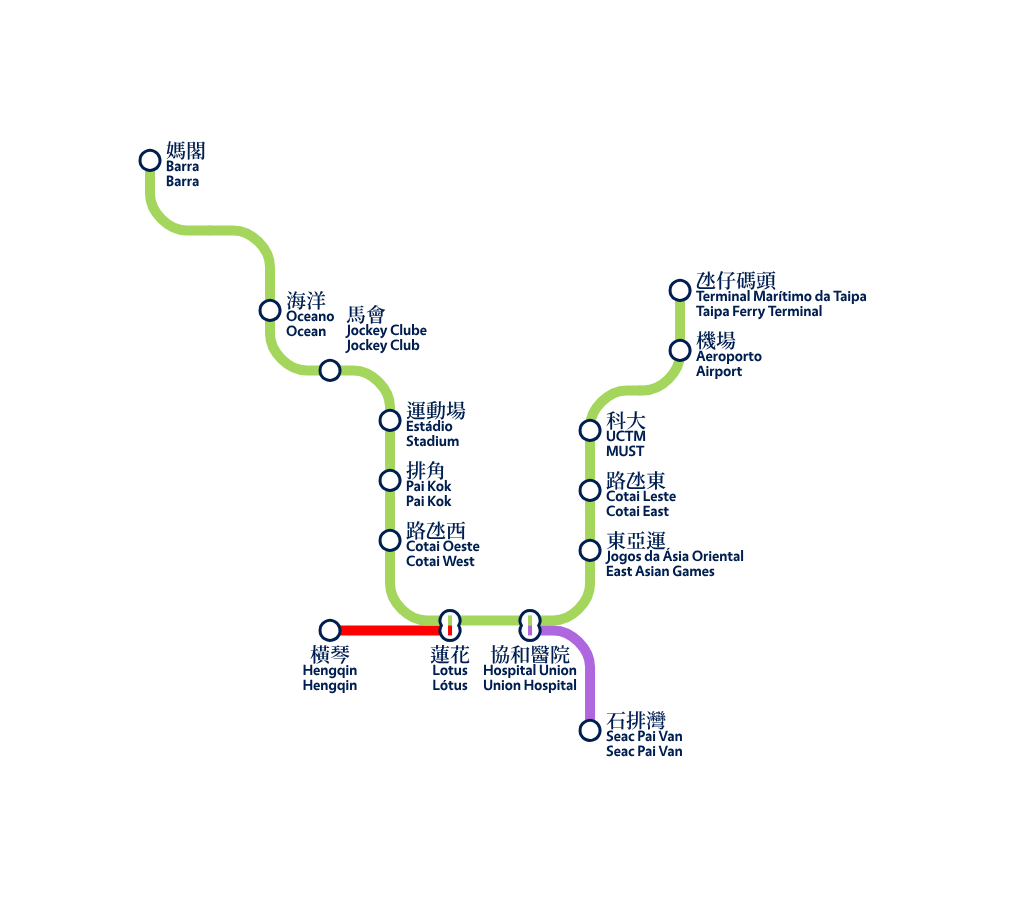 媽閣
Barra
Barra
海洋
Oceano
Ocean
馬會
Jockey Clube
Jockey Club
運動場
Estádio
Stadium
排角
Pai Kok
Pai Kok
路氹西
Cotai Oeste
Cotai West
氹仔碼頭
Terminal Marítimo da Taipa
Taipa Ferry Terminal
機場
Aeroporto
Airport
科大
UCTM
MUST
路氹東
Cotai Leste
Cotai East
東亞運
Jogos da Ásia Oriental
East Asian Games
橫琴
Hengqin
Hengqin
蓮花
Lotus
Lótus
協和醫院
Hospital Union
Union Hospital
石排灣
Seac Pai Van
Seac Pai Van